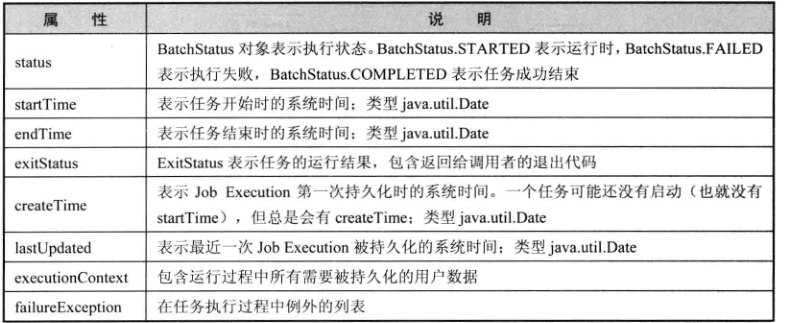 属 性 说 明
status BatchStatus 对象表示执行状态。BatchStatus.STARTED 表示运行时，BatchStatus.FAILED
表示执行失败，BatchStatus.COMPLETED 表示任务成功结束
startTime 表示任务开始时的系统时间；类型 java.util.Date
endTime 表示任务结束时的系统时间；类型 java.util.Date
exitStatus ExitStatus 表示任务的运行结果，包含返回给调用者的退出代码
createTime 表示 Job Execution 第一次持久化时的系统时间。一个任务可能还没有启动（也就没有
startTime），但总是会有 createTime；类型 java.util.Date
lastUpdated 表示最近一次 Job Execution 被持久化的系统时间；类型 java.util.Date
executionContext 包含运行过程中所有需要被持久化的用户数据
failureException 在任务执行过程中例外的列表